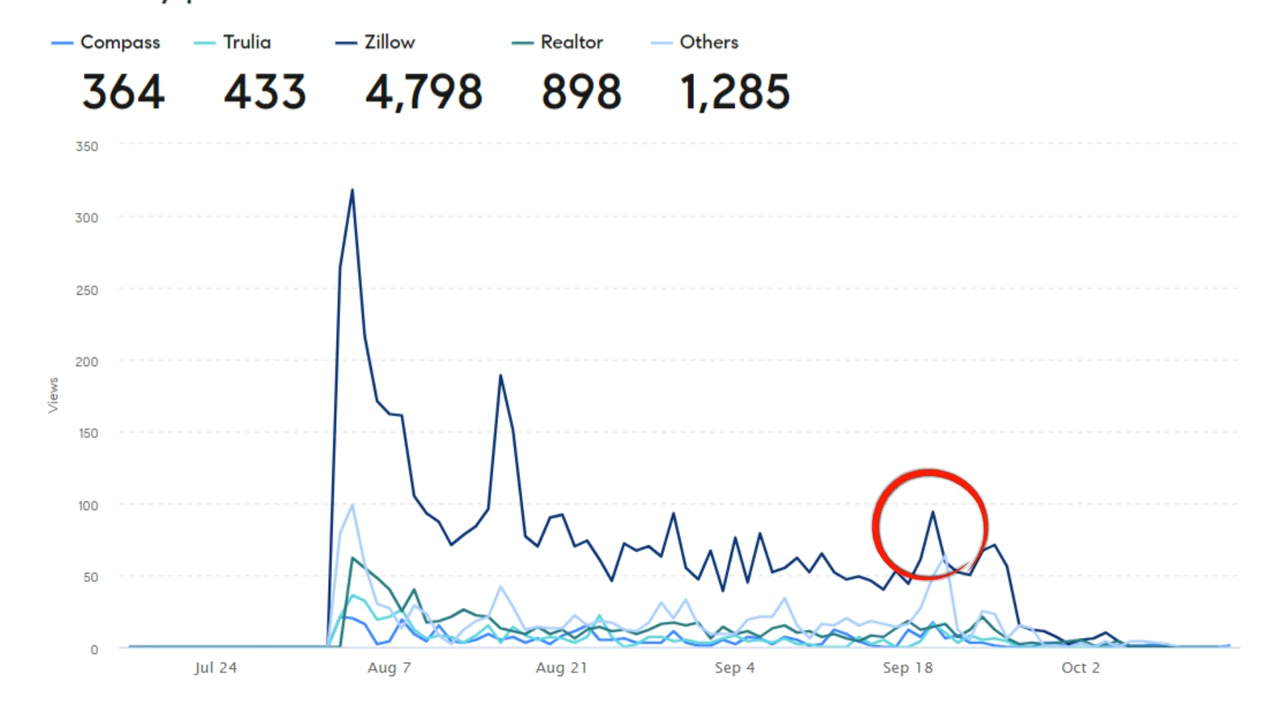 Compass Trulia Zillow Realtor Others
364 433 4,798 898 1,285
350
300
250
200
150
100
50
0
Views
Jul 24 Aug 7 Aug 21 Sep 4 Sep 18 Oct 2